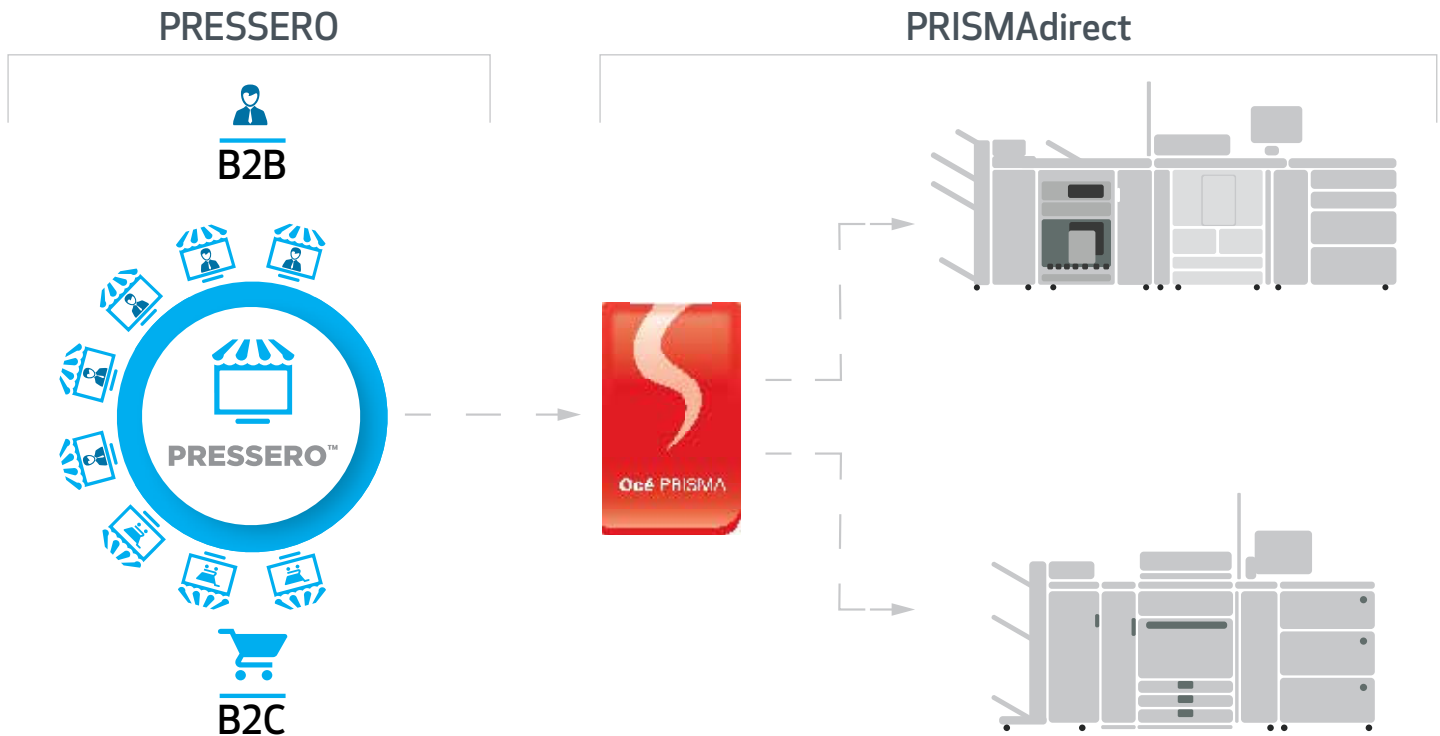 PRESSERO
PRISMAdirect
B2B
PRESSERO™
Océ PRISMA
B2C